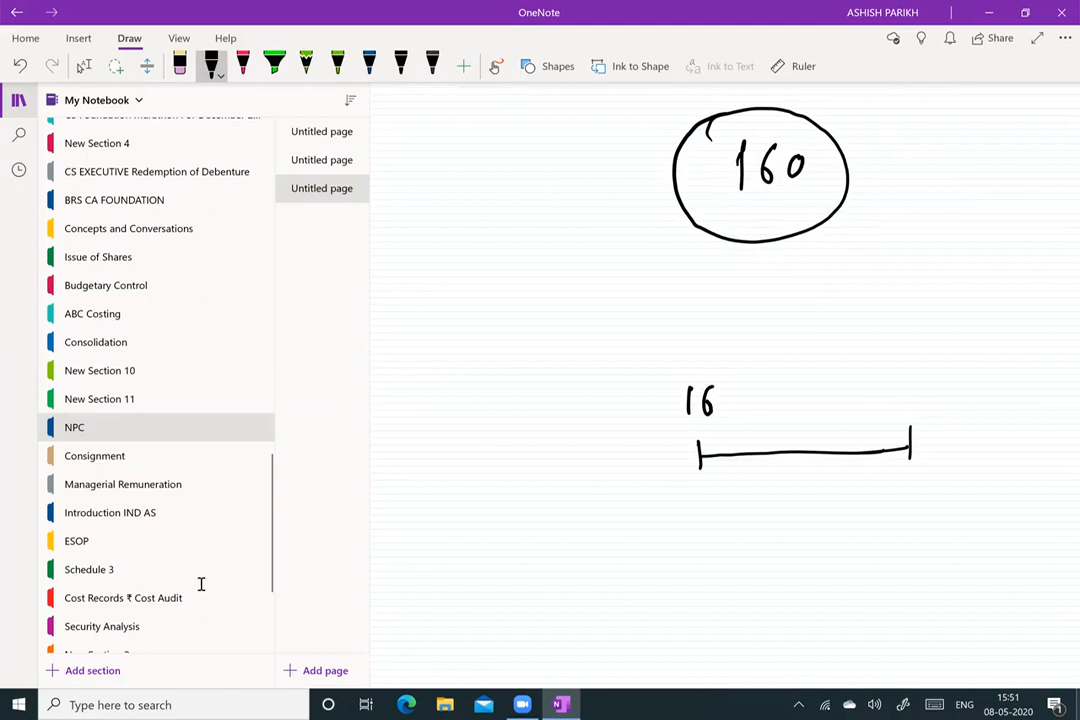 OneNote
ASHISH PARIKH
Home
Insert
Draw
View
Help
Share
Shapes
Ink to Shape
Ink to Text
Ruler
My Notebook
New Section 4
CS EXECUTIVE Redemption of Debenture
BRS CA FOUNDATION
Concepts and Conversations
Issue of Shares
Budgetary Control
ABC Costing
Consolidation
New Section 10
New Section 11
NPC
Consignment
Managerial Remuneration
Introduction IND AS
ESOP
Schedule 3
Cost Records ₹ Cost Audit
Security Analysis
Add section
Untitled page
Untitled page
Untitled page
Add page
160
16
Type here to search
ENG
15:51
08-05-2020